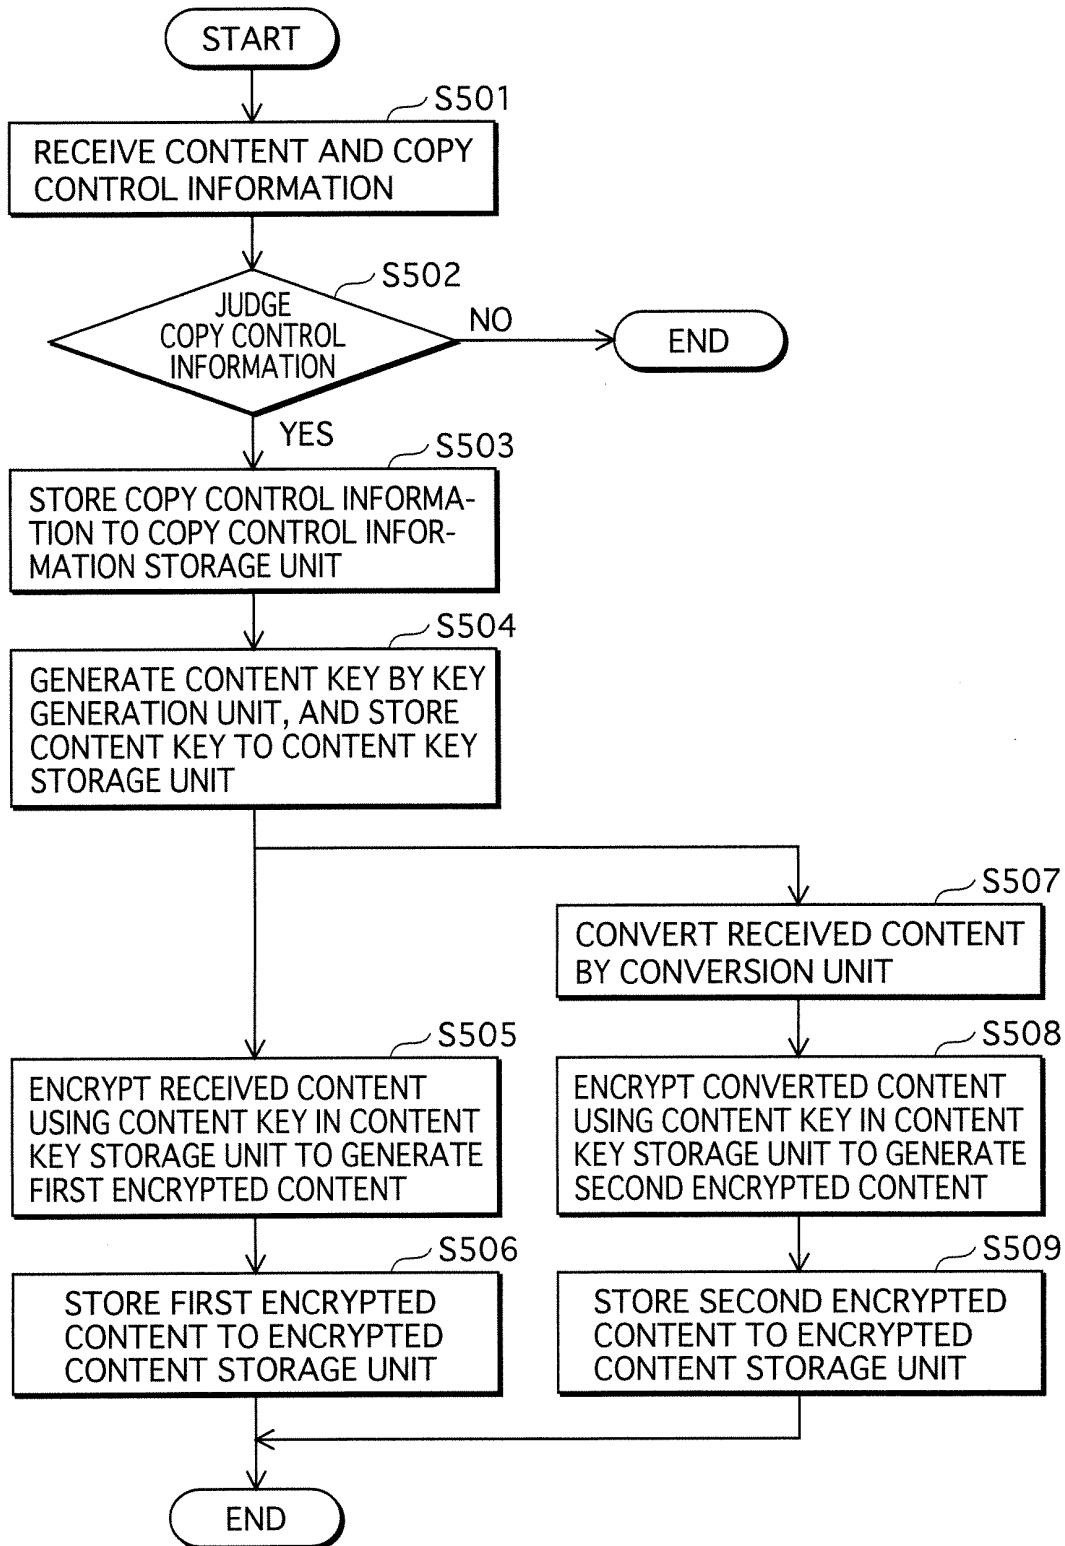 START
S501
RECEIVE CONTENT AND COPY
CONTROL INFORMATION
S502
JUDGE
COPY CONTROL
INFORMATION
NO
END
YES
S503
STORE COPY CONTROL INFORMA-
TION TO COPY CONTROL INFOR-
MATION STORAGE UNIT
S504
GENERATE CONTENT KEY BY KEY
GENERATION UNIT, AND STORE
CONTENT KEY TO CONTENT KEY
STORAGE UNIT
S507
CONVERT RECEIVED CONTENT
BY CONVERSION UNIT
S505
ENCRYPT RECEIVED CONTENT
USING CONTENT KEY IN CONTENT
KEY STORAGE UNIT TO GENERATE
FIRST ENCRYPTED CONTENT
S508
ENCRYPT CONVERTED CONTENT
USING CONTENT KEY IN CONTENT
KEY STORAGE UNIT TO GENERATE
SECOND ENCRYPTED CONTENT
S506
STORE FIRST ENCRYPTED
CONTENT TO ENCRYPTED
CONTENT STORAGE UNIT
S509
STORE SECOND ENCRYPTED
CONTENT TO ENCRYPTED
CONTENT STORAGE UNIT
END